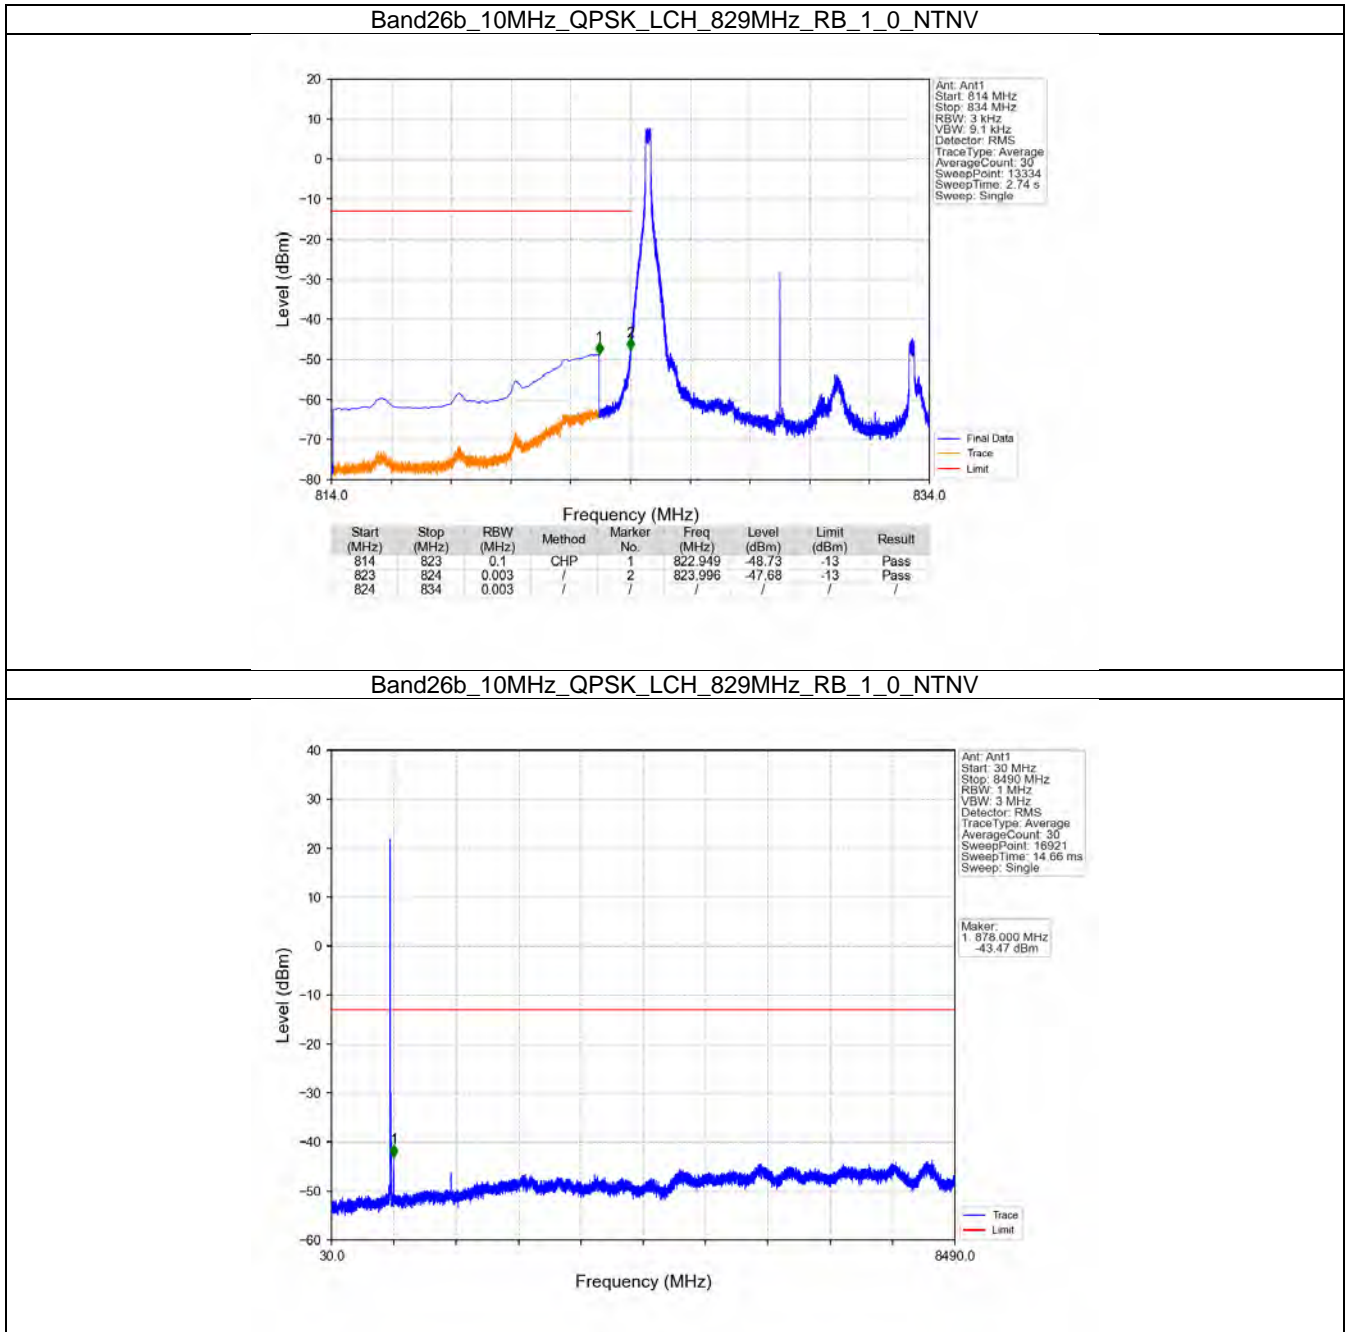 Band26b_10MHz_QPSK_LCH_829MHz_RB_1_0_NTNV
20
10
0
−10
−20
−30
−40
−50
−60
−70
−80
Level (dBm)
1
2
814.0
834.0
Frequency (MHz)
Ant: Ant1
Start: 814 MHz
Stop: 834 MHz
RBW: 3 kHz
VBW: 9.1 kHz
Detector: RMS
TraceType: Average
AverageCount: 30
SweepPoint: 13334
SweepTime: 2.74 s
Sweep: Single
Final Data
Trace
Limit
Start (MHz) Stop (MHz) RBW (MHz) Method Marker No. Freq (MHz) Level (dBm) Limit (dBm) Result
814 823 0.1 CHP 1 822.949 -48.73 -13 Pass
823 824 0.003 / 2 823.996 -47.68 -13 Pass
824 834 0.003 / / / / / /
Band26b_10MHz_QPSK_LCH_829MHz_RB_1_0_NTNV
40
30
20
10
0
−10
−20
−30
−40
−50
−60
Level (dBm)
1
30.0
8490.0
Frequency (MHz)
Ant: Ant1
Start: 30 MHz
Stop: 8490 MHz
RBW: 1 MHz
VBW: 3 MHz
Detector: RMS
TraceType: Average
AverageCount: 30
SweepPoint: 16921
SweepTime: 14.66 ms
Sweep: Single
Maker:
1. 878.000 MHz
-43.47 dBm
Trace
Limit